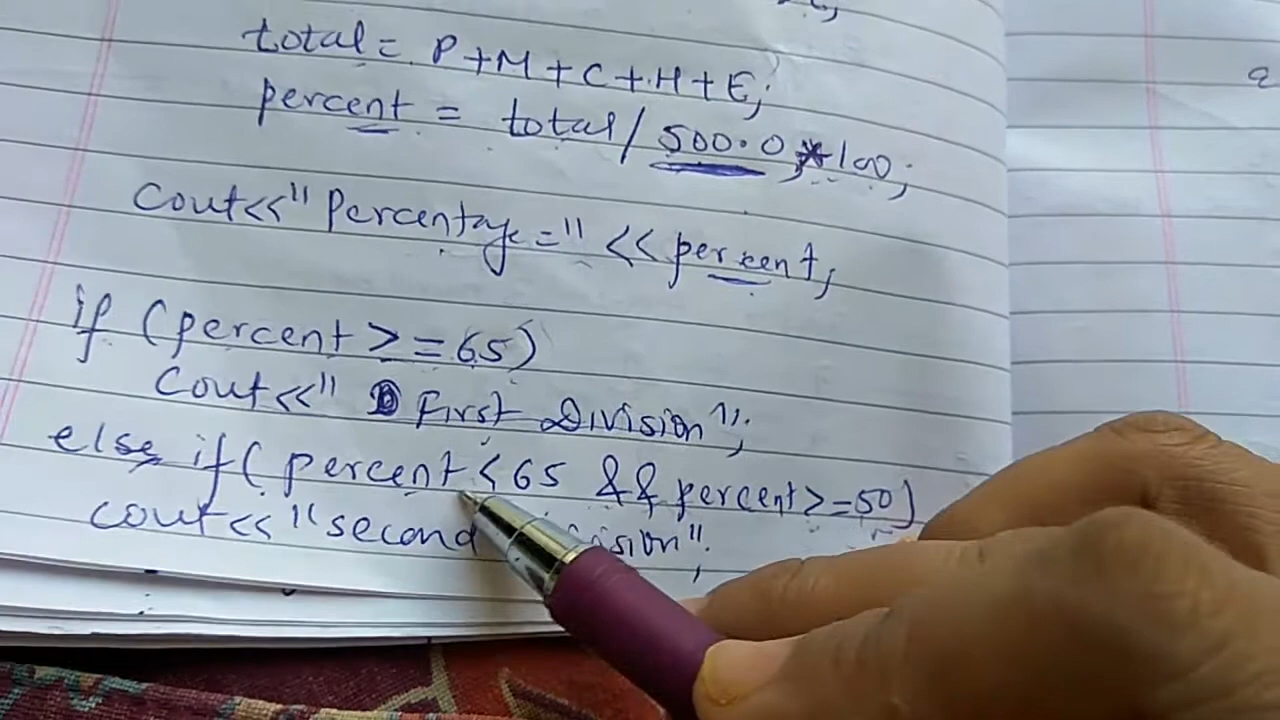 total = P+M+C+H+E;
percent = total/500.0*100;
Cout<<"Percentage="<<percent;
if (percent >= 65)
Cout<<" First Division";
else if (percent<65 && percent>=50)
cout<<"second ision";